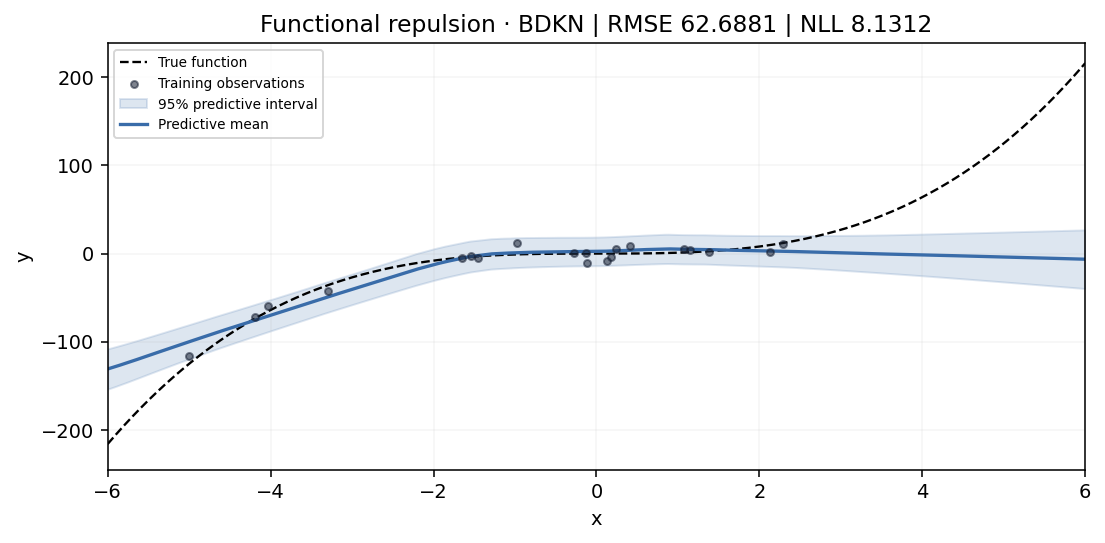 Functional repulsion · BDKN | RMSE 62.6881 | NLL 8.1312
True function
Training observations
95% predictive interval
Predictive mean
y
200
100
0
−100
−200
−6
−4
−2
0
2
4
6
x